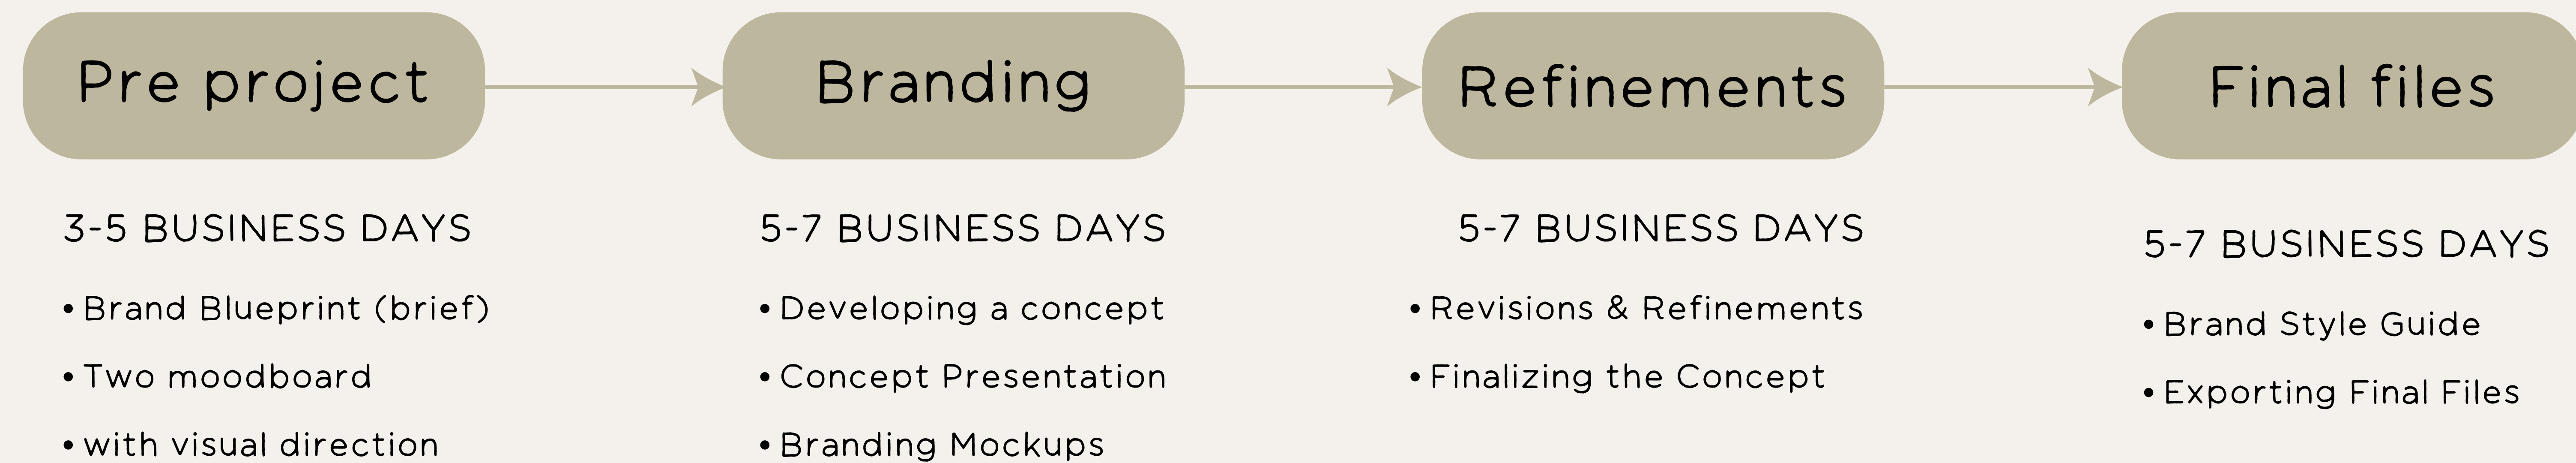 Pre project
Branding
Refinements
Final files
3-5 BUSINESS DAYS
• Brand Blueprint (brief)
• Two moodboard
• with visual direction
5-7 BUSINESS DAYS
• Developing a concept
• Concept Presentation
• Branding Mockups
5-7 BUSINESS DAYS
• Revisions & Refinements
• Finalizing the Concept
5-7 BUSINESS DAYS
• Brand Style Guide
• Exporting Final Files